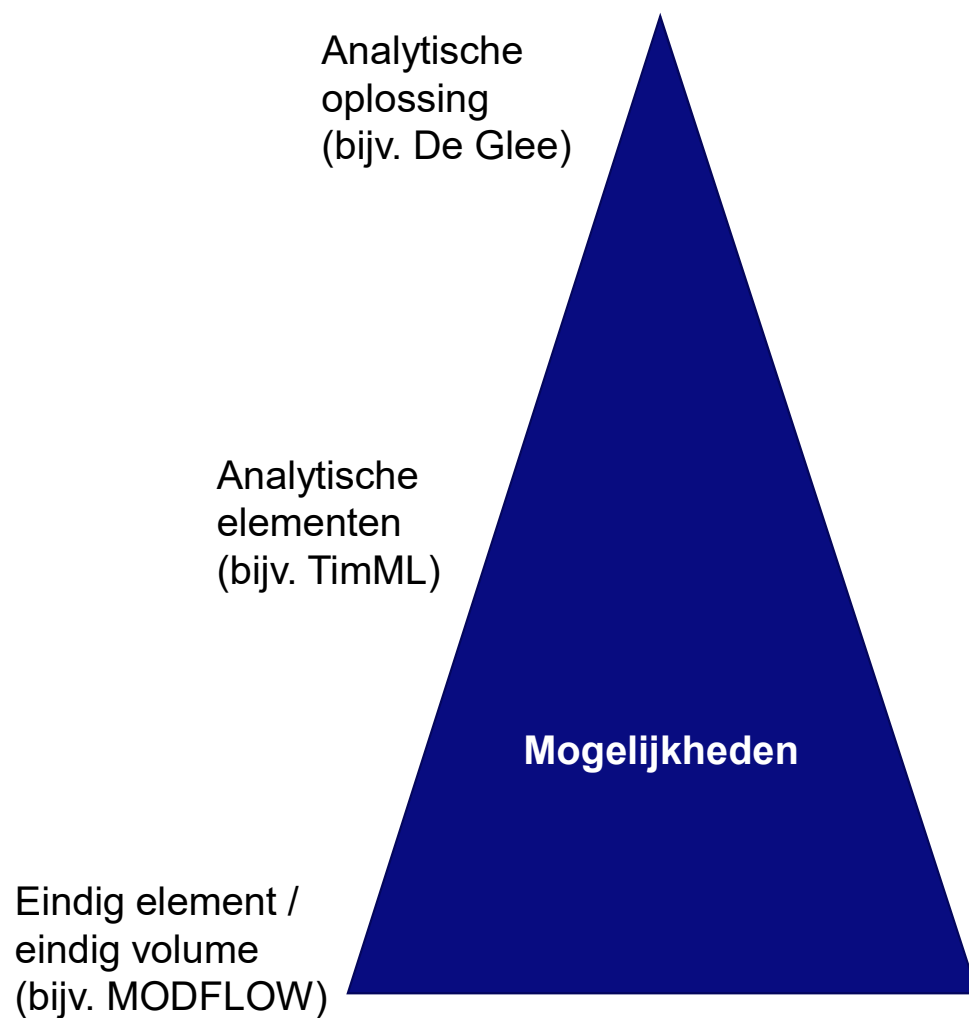 Analytische
oplossing
(bijv. De Glee)
Analytische
elementen
(bijv. TimML)
Mogelijkheden
Eindig element /
eindig volume
(bijv. MODFLOW)